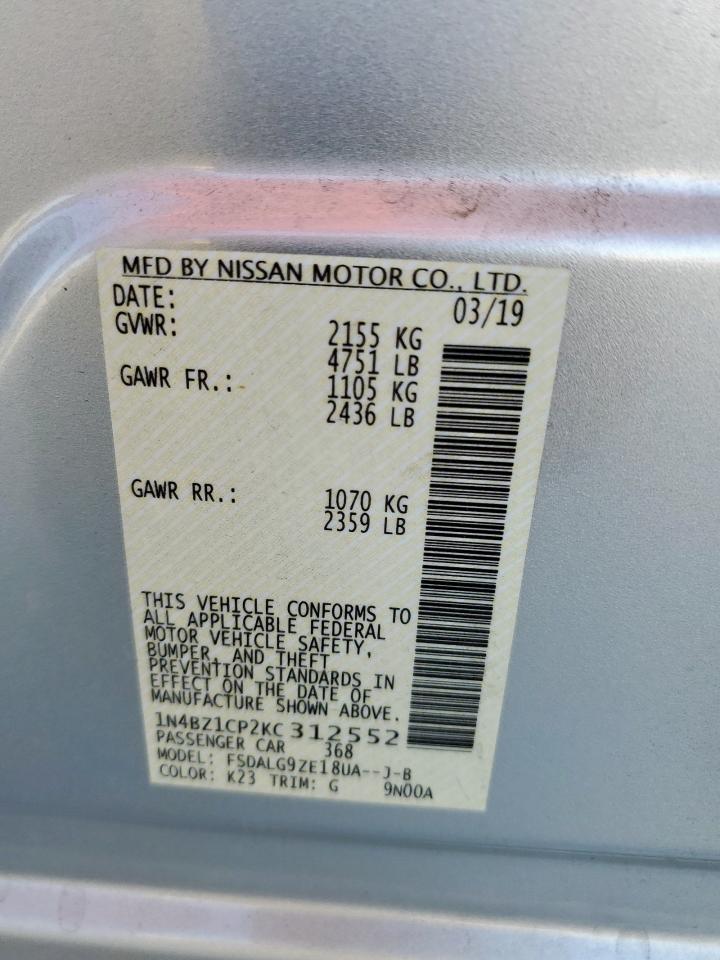 MFD BY NISSAN MOTOR CO., LTD.
DATE: 03/19
GVWR: 2155 KG
4751 LB
GAWR FR.: 1105 KG
2436 LB
GAWR RR.: 1070 KG
2359 LB
THIS VEHICLE CONFORMS TO
ALL APPLICABLE FEDERAL
MOTOR VEHICLE SAFETY,
BUMPER, AND THEFT
PREVENTION STANDARDS IN
EFFECT ON THE DATE OF
MANUFACTURE SHOWN ABOVE.
1N4BZ1CP2KC312552
PASSENGER CAR 368
MODEL: FSDALG9ZE18UA--J-B
COLOR: K23 TRIM: G 9N00A